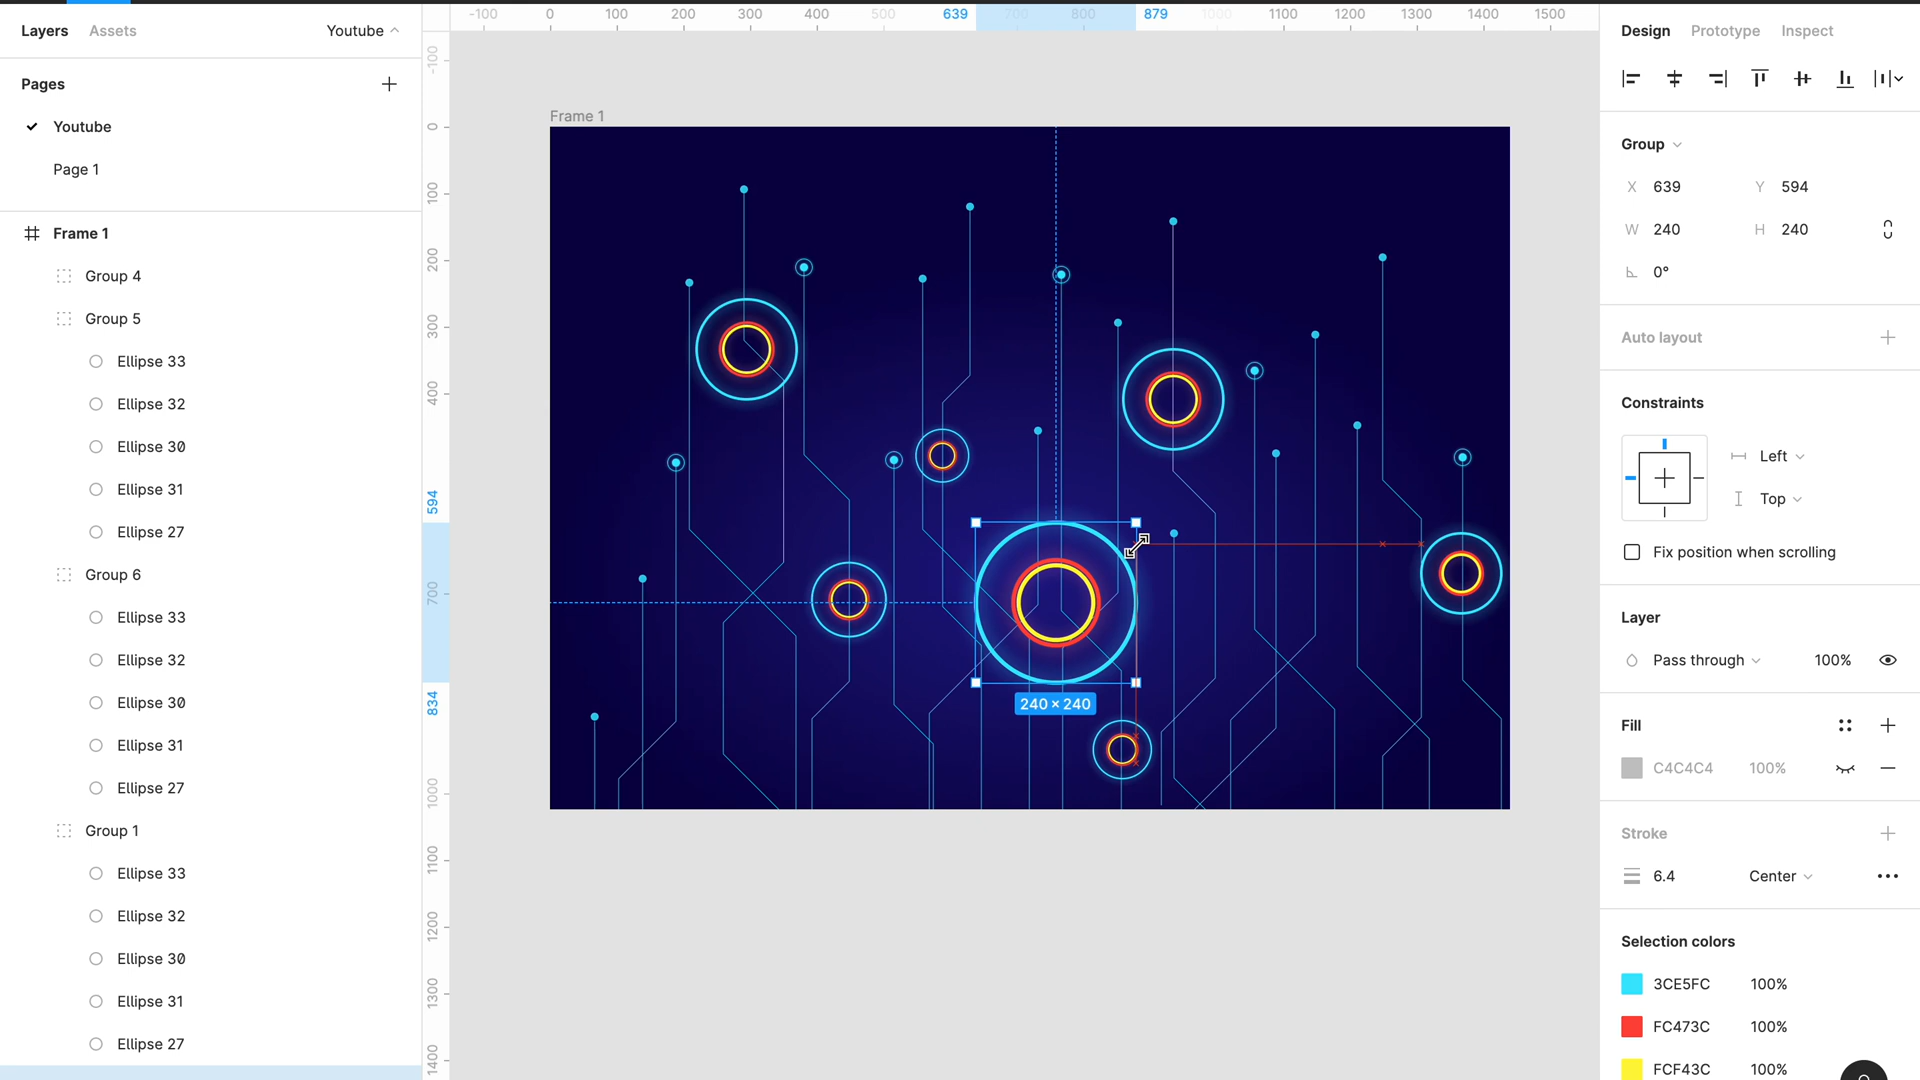 Layers Assets Youtube
Pages
Youtube
Page 1
Frame 1
Group 4
Group 5
Ellipse 33
Ellipse 32
Ellipse 30
Ellipse 31
Ellipse 27
Group 6
Ellipse 33
Ellipse 32
Ellipse 30
Ellipse 31
Ellipse 27
Group 1
Ellipse 33
Ellipse 32
Ellipse 30
Ellipse 31
Ellipse 27
-100 0 100 200 300 400 500 639 700 800 879 1000 1100 1200 1300 1400 1500
-100
0
100
200
300
400
594
700
834
1000
1100
1200
1300
1400
Frame 1
240 × 240
Design Prototype Inspect
Group
X 639 Y 594
W 240 H 240
0°
Auto layout
Constraints
Left
Top
Fix position when scrolling
Layer
Pass through 100%
Fill
C4C4C4 100%
Stroke
6.4 Center
Selection colors
3CE5FC 100%
FC473C 100%
FCF43C 100%